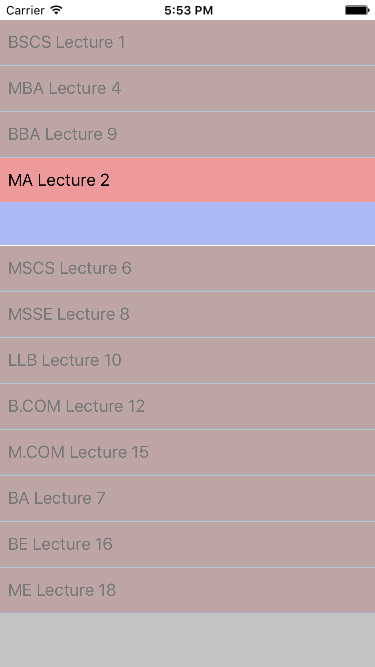 Carrier 5:53 PM
BSCS Lecture 1
MBA Lecture 4
BBA Lecture 9
MA Lecture 2
MSCS Lecture 6
MSSE Lecture 8
LLB Lecture 10
B.COM Lecture 12
M.COM Lecture 15
BA Lecture 7
BE Lecture 16
ME Lecture 18